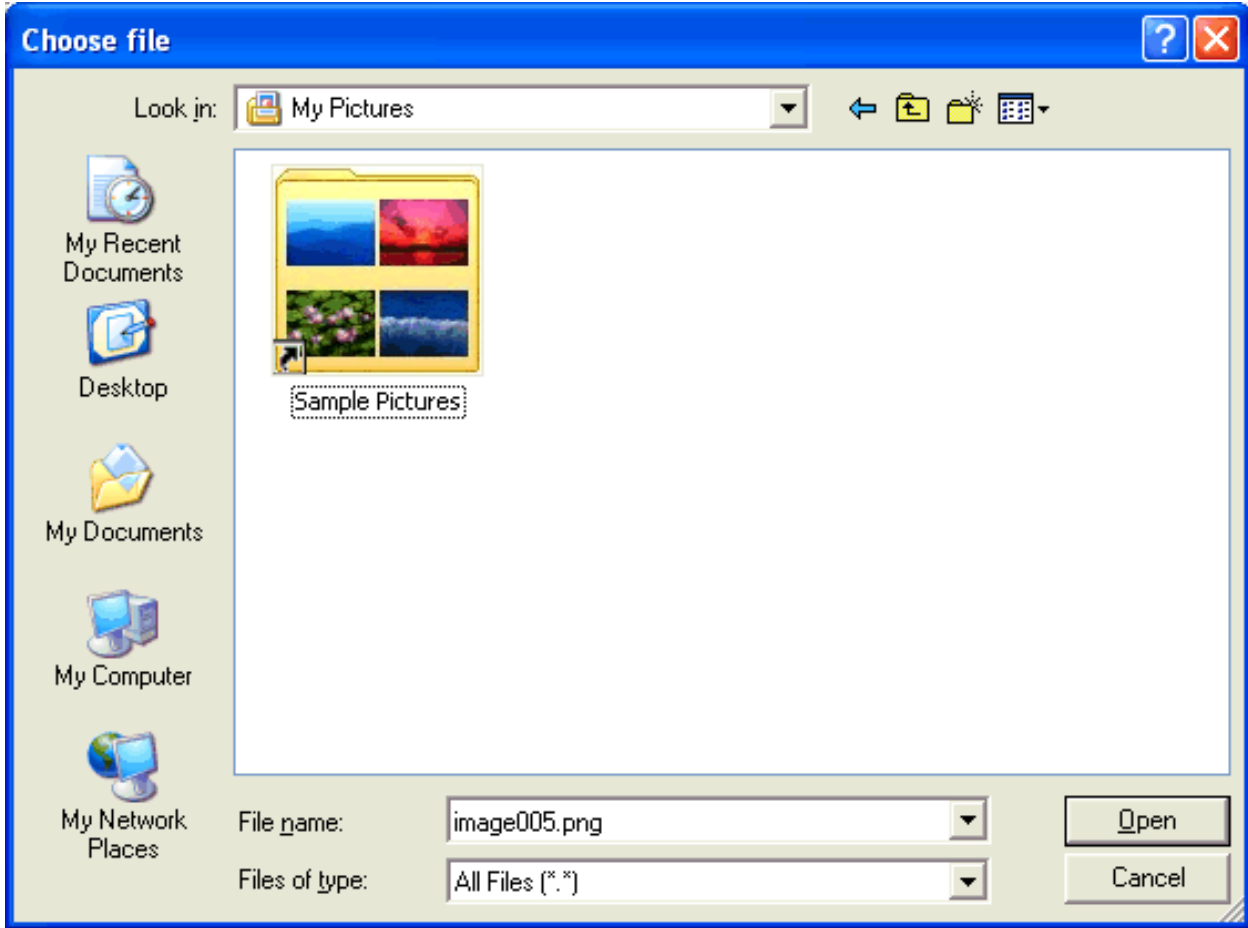 Choose file
Look in:
My Pictures
My Recent
Documents
Desktop
My Documents
My Computer
My Network
Places
Sample Pictures
File name:
image005.png
Open
Files of type:
All Files (*.*)
Cancel